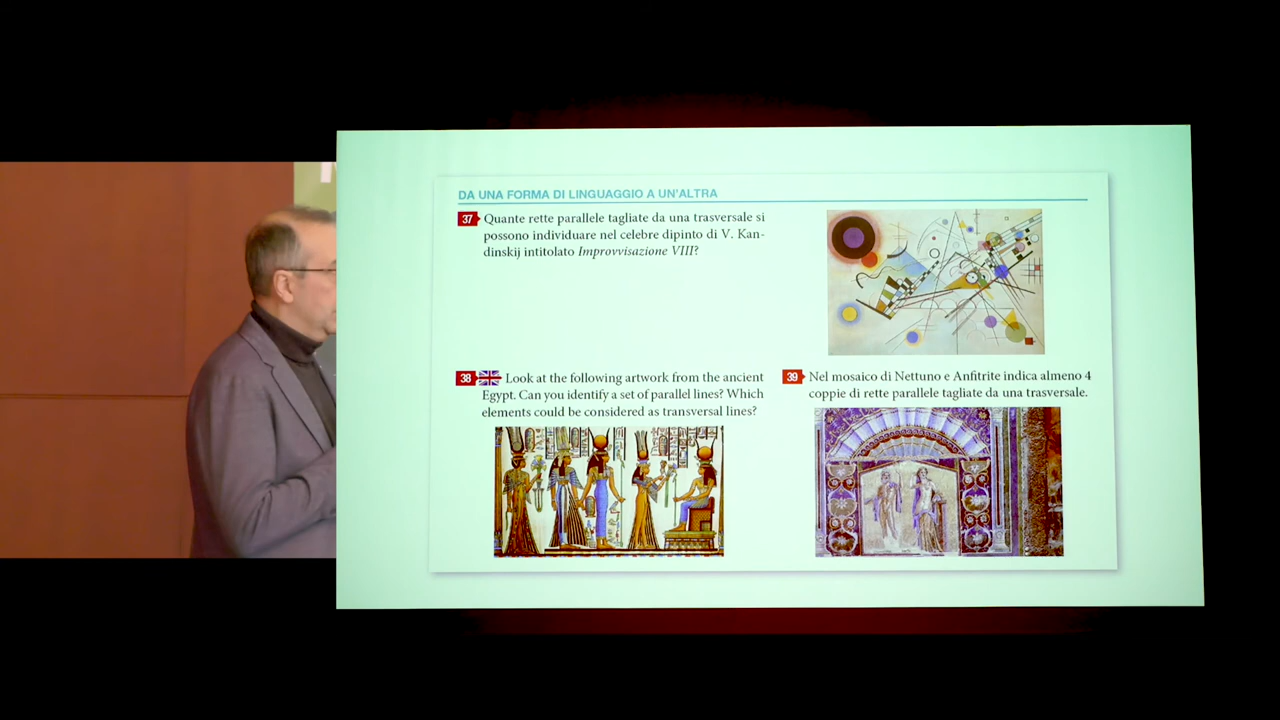 DA UNA FORMA DI LINGUAGGIO A UN'ALTRA
37 Quante rette parallele tagliate da una trasversale si
possono individuare nel celebre dipinto di V. Kan-
dinskij intitolato Improvvisazione VIII?
38 Look at the following artwork from the ancient
Egypt. Can you identify a set of parallel lines? Which
elements could be considered as transversal lines?
39 Nel mosaico di Nettuno e Anfitrite indica almeno 4
coppie di rette parallele tagliate da una trasversale.